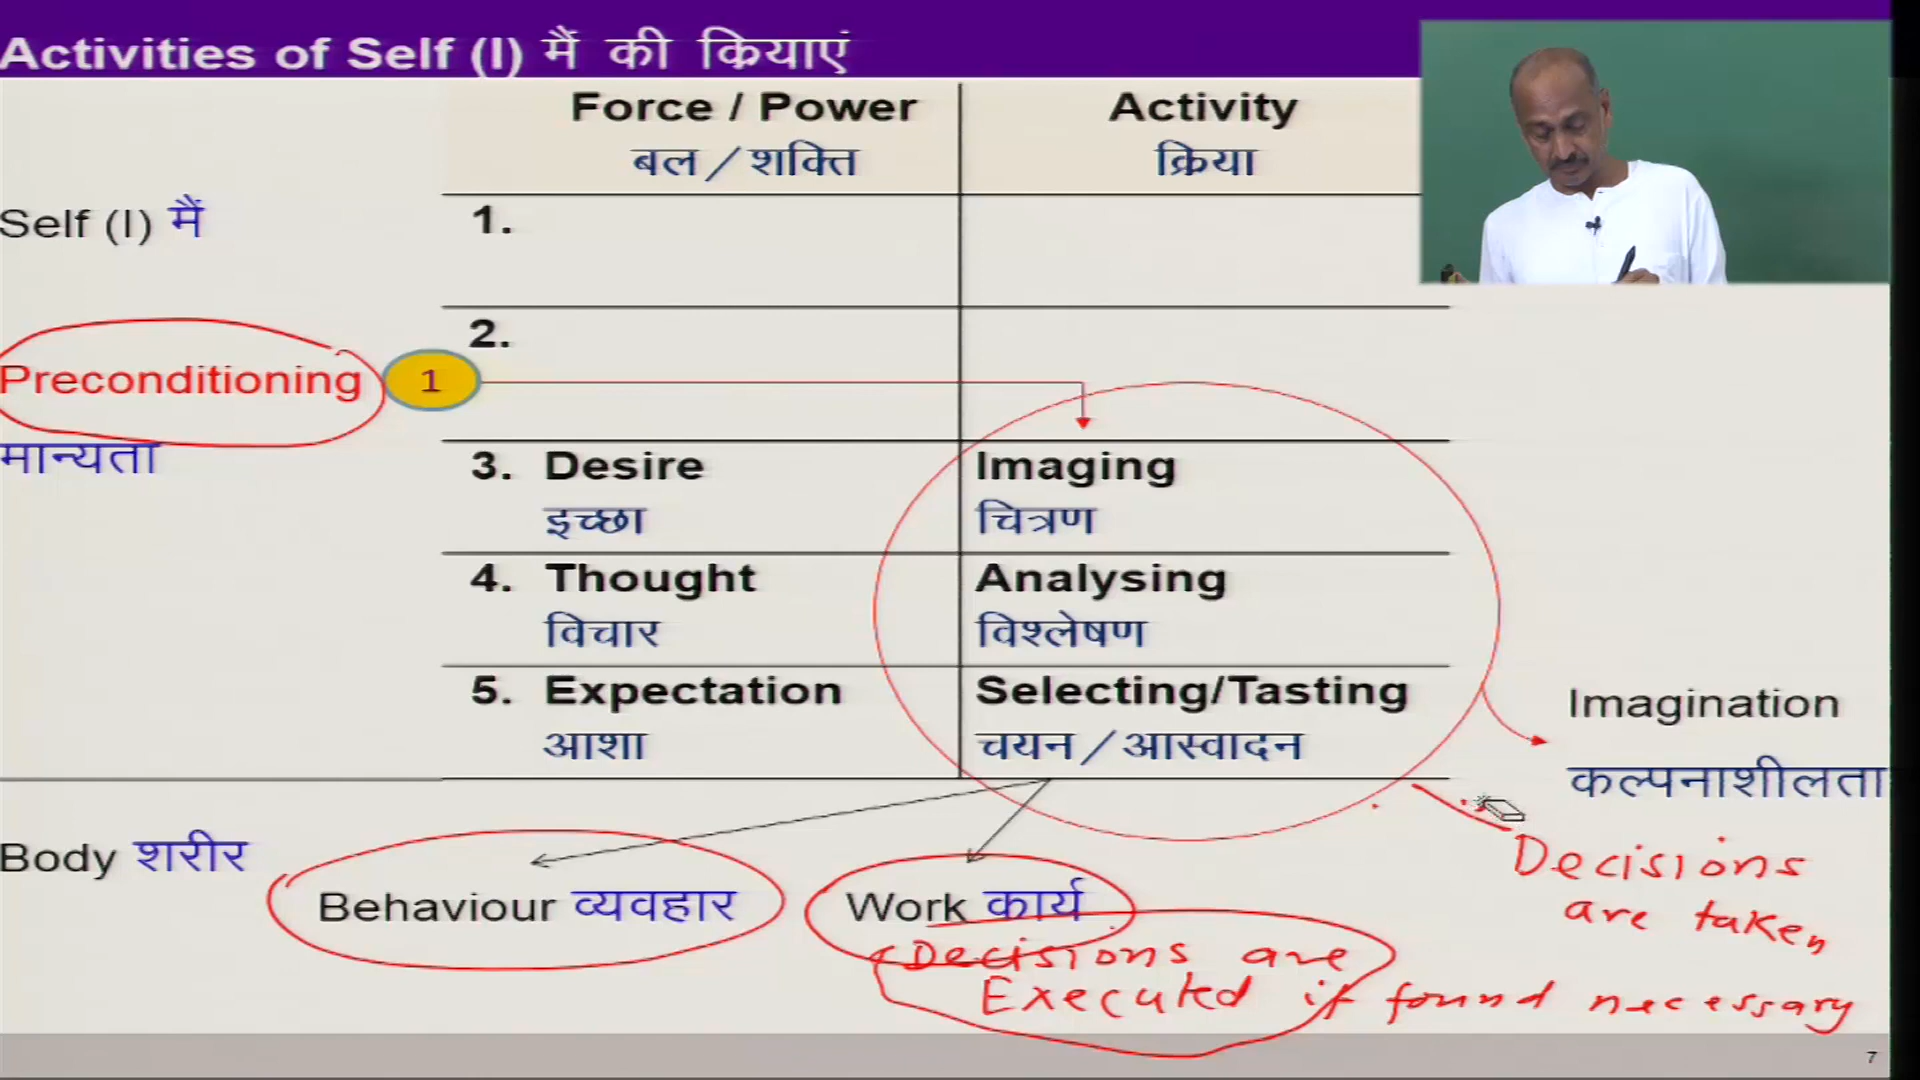 Activities of Self (I) मैं की कियाएं
Force / Power
बल / शक्ति
Activity
क्रिया
Self (I) मैं
1.
2.
Preconditioning
मान्यता
1
3. Desire
इच्छा
Imaging
चित्रण
4. Thought
विचार
Analysing
विश्लेषण
5. Expectation
आशा
Selecting/Tasting
चयन / आस्वादन
Imagination
कल्पनाशीलता
Body शरीर
Behaviour व्यवहार
Work कार्य
Decisions
are taken
Decisions are
Executed if found necessary
7